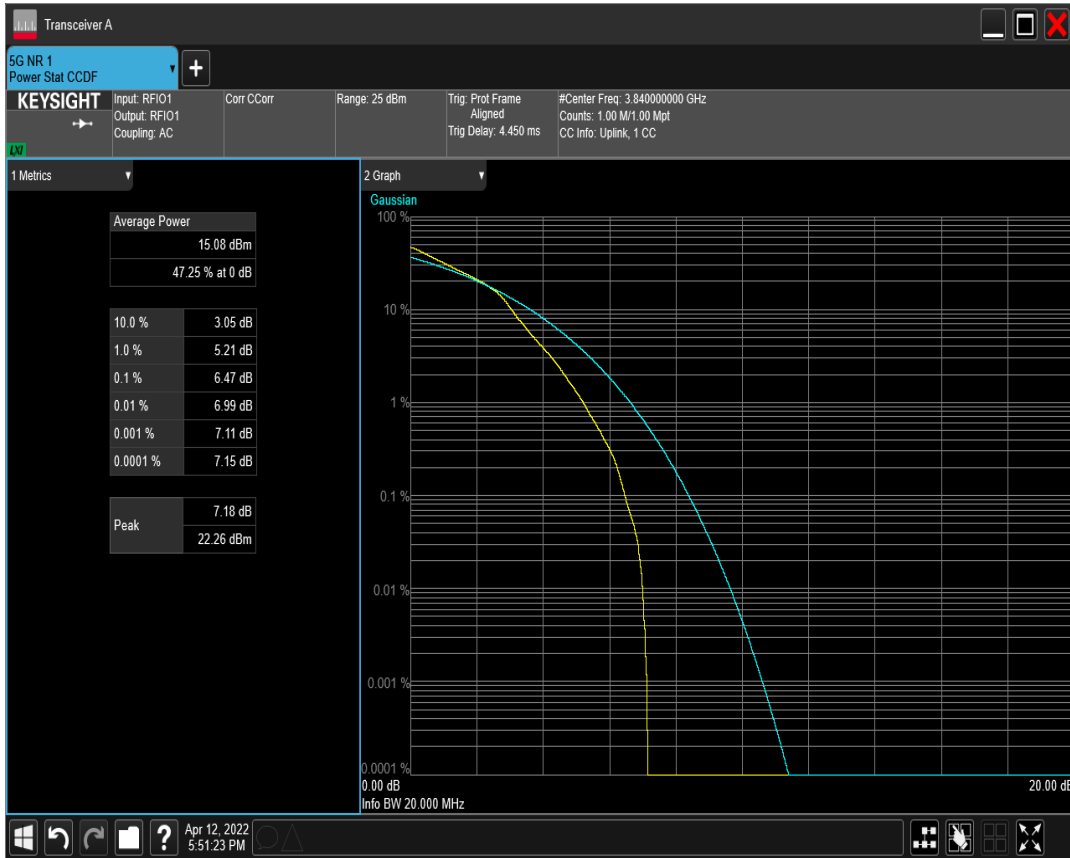 Transceiver A
5G NR 1
Power Stat CCDF
+
KEYSIGHT
LXI
Input: RFIO1
Output: RFIO1
Coupling: AC
Corr CCorr
Range: 25 dBm
Trig: Prot Frame
Aligned
Trig Delay: 4.450 ms
#Center Freq: 3.840000000 GHz
Counts: 1.00 M/1.00 Mpt
CC Info: Uplink, 1 CC
1 Metrics
Average Power
15.08 dBm
47.25 % at 0 dB
10.0 % 3.05 dB
1.0 % 5.21 dB
0.1 % 6.47 dB
0.01 % 6.99 dB
0.001 % 7.11 dB
0.0001 % 7.15 dB
Peak 7.18 dB
22.26 dBm
2 Graph
Gaussian
100 %
10 %
1 %
0.1 %
0.01 %
0.001 %
0.0001 %
0.00 dB 20.00 dB
Info BW 20.000 MHz
?
Apr 12, 2022
5:51:23 PM